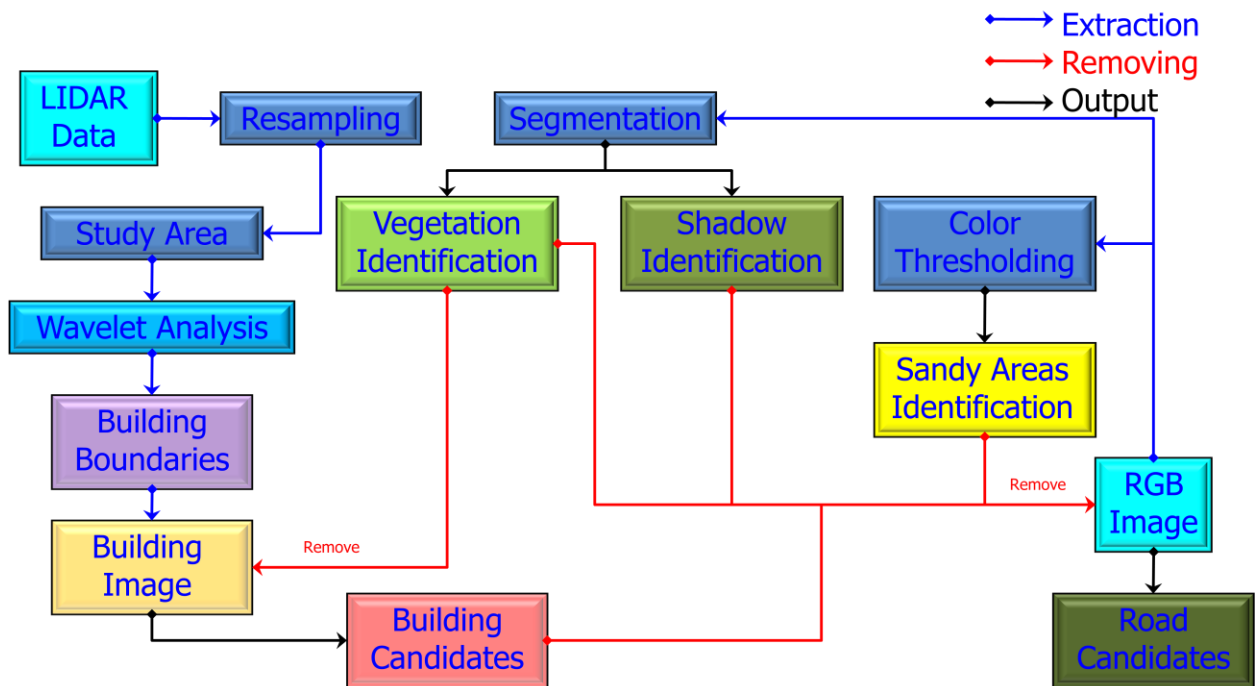 Extraction
Removing
Output
LIDAR
Data
Resampling
Segmentation
Study Area
Vegetation
Identification
Shadow
Identification
Color
Thresholding
Wavelet Analysis
Sandy Areas
Identification
Building
Boundaries
Remove
RGB
Image
Building
Image
Remove
Building
Candidates
Road
Candidates